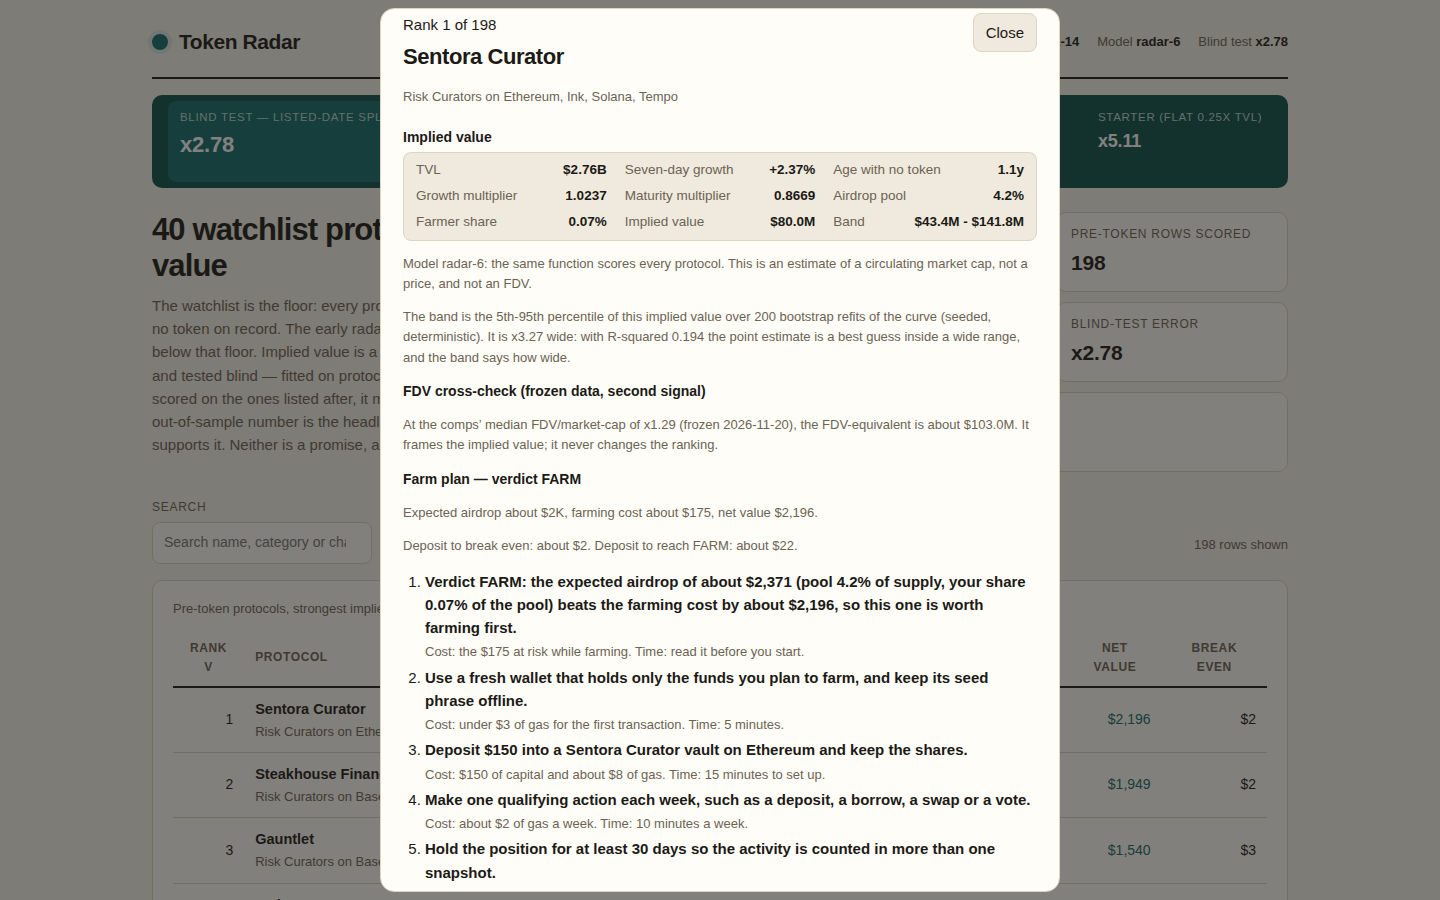 Token Radar
-14 Model radar-6 Blind test x2.78
BLIND TEST — LISTED-DATE SPL
x2.78
STARTER (FLAT 0.25X TVL)
x5.11
40 watchlist prot
value
The watchlist is the floor: every pro
no token on record. The early rada
below that floor. Implied value is a
and tested blind — fitted on protoc
scored on the ones listed after, it m
out-of-sample number is the headl
supports it. Neither is a promise, a
PRE-TOKEN ROWS SCORED
198
BLIND-TEST ERROR
x2.78
SEARCH
Search name, category or cha
198 rows shown
Pre-token protocols, strongest implie
RANK
V
PROTOCOL
NET
VALUE
BREAK
EVEN
1
Sentora Curator
Risk Curators on Ethe
$2,196
$2
2
Steakhouse Finan
Risk Curators on Base
$1,949
$2
3
Gauntlet
Risk Curators on Base
$1,540
$3
Rank 1 of 198
Close
Sentora Curator
Risk Curators on Ethereum, Ink, Solana, Tempo
Implied value
TVL $2.76B Seven-day growth +2.37% Age with no token 1.1y
Growth multiplier 1.0237 Maturity multiplier 0.8669 Airdrop pool 4.2%
Farmer share 0.07% Implied value $80.0M Band $43.4M - $141.8M
Model radar-6: the same function scores every protocol. This is an estimate of a circulating market cap, not a
price, and not an FDV.
The band is the 5th-95th percentile of this implied value over 200 bootstrap refits of the curve (seeded,
deterministic). It is x3.27 wide: with R-squared 0.194 the point estimate is a best guess inside a wide range,
and the band says how wide.
FDV cross-check (frozen data, second signal)
At the comps' median FDV/market-cap of x1.29 (frozen 2026-11-20), the FDV-equivalent is about $103.0M. It
frames the implied value; it never changes the ranking.
Farm plan — verdict FARM
Expected airdrop about $2K, farming cost about $175, net value $2,196.
Deposit to break even: about $2. Deposit to reach FARM: about $22.
1. Verdict FARM: the expected airdrop of about $2,371 (pool 4.2% of supply, your share
0.07% of the pool) beats the farming cost by about $2,196, so this one is worth
farming first.
Cost: the $175 at risk while farming. Time: read it before you start.
2. Use a fresh wallet that holds only the funds you plan to farm, and keep its seed
phrase offline.
Cost: under $3 of gas for the first transaction. Time: 5 minutes.
3. Deposit $150 into a Sentora Curator vault on Ethereum and keep the shares.
Cost: $150 of capital and about $8 of gas. Time: 15 minutes to set up.
4. Make one qualifying action each week, such as a deposit, a borrow, a swap or a vote.
Cost: about $2 of gas a week. Time: 10 minutes a week.
5. Hold the position for at least 30 days so the activity is counted in more than one
snapshot.